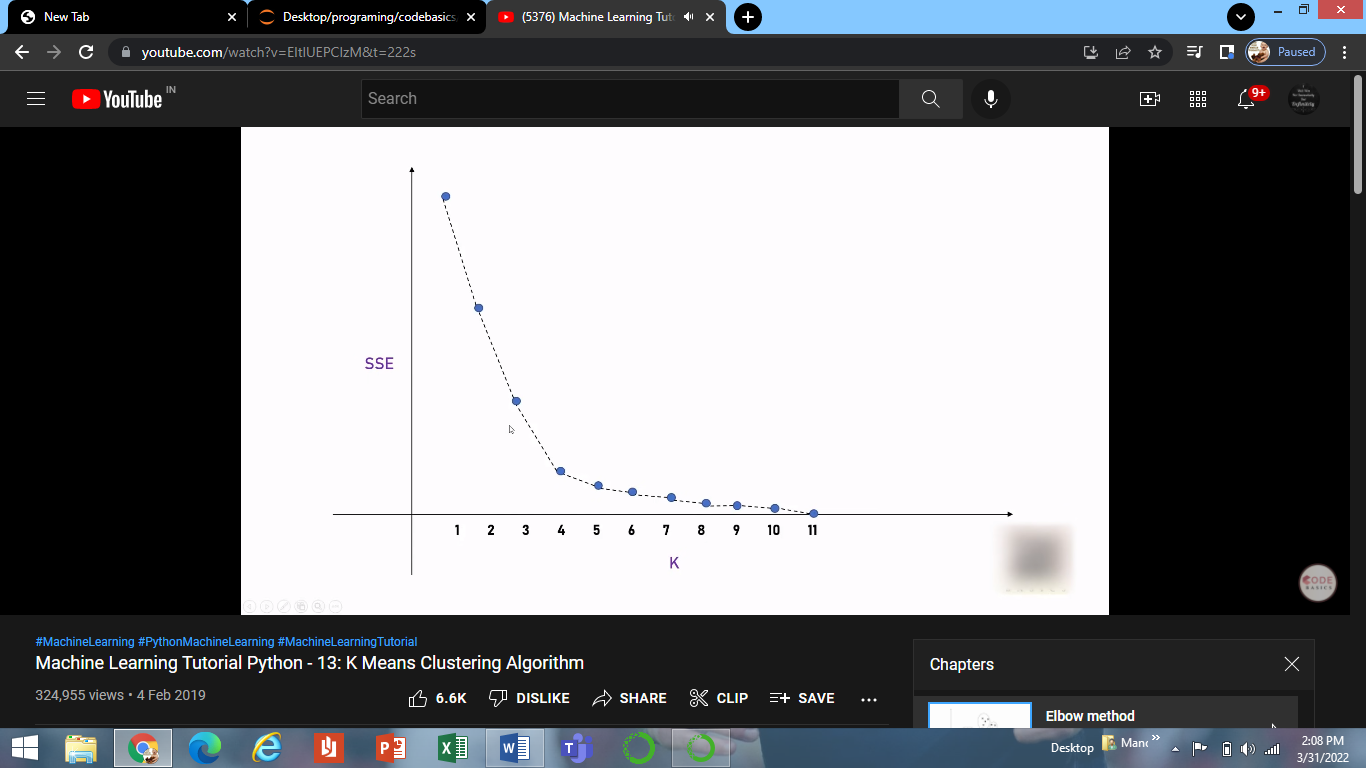 New Tab
Desktop/programing/codebasics
(5376) Machine Learning Tut
youtube.com/watch?v=EItlUEPCIzM&t=222s
Paused
YouTube IN
Search
9+
SSE
1 2 3 4 5 6 7 8 9 10 11
K
CODE
BASICS
#MachineLearning #PythonMachineLearning #MachineLearningTutorial
Machine Learning Tutorial Python - 13: K Means Clustering Algorithm
324,955 views • 4 Feb 2019
6.6K DISLIKE SHARE CLIP SAVE
Chapters
Elbow method
Desktop
2:08 PM
3/31/2022